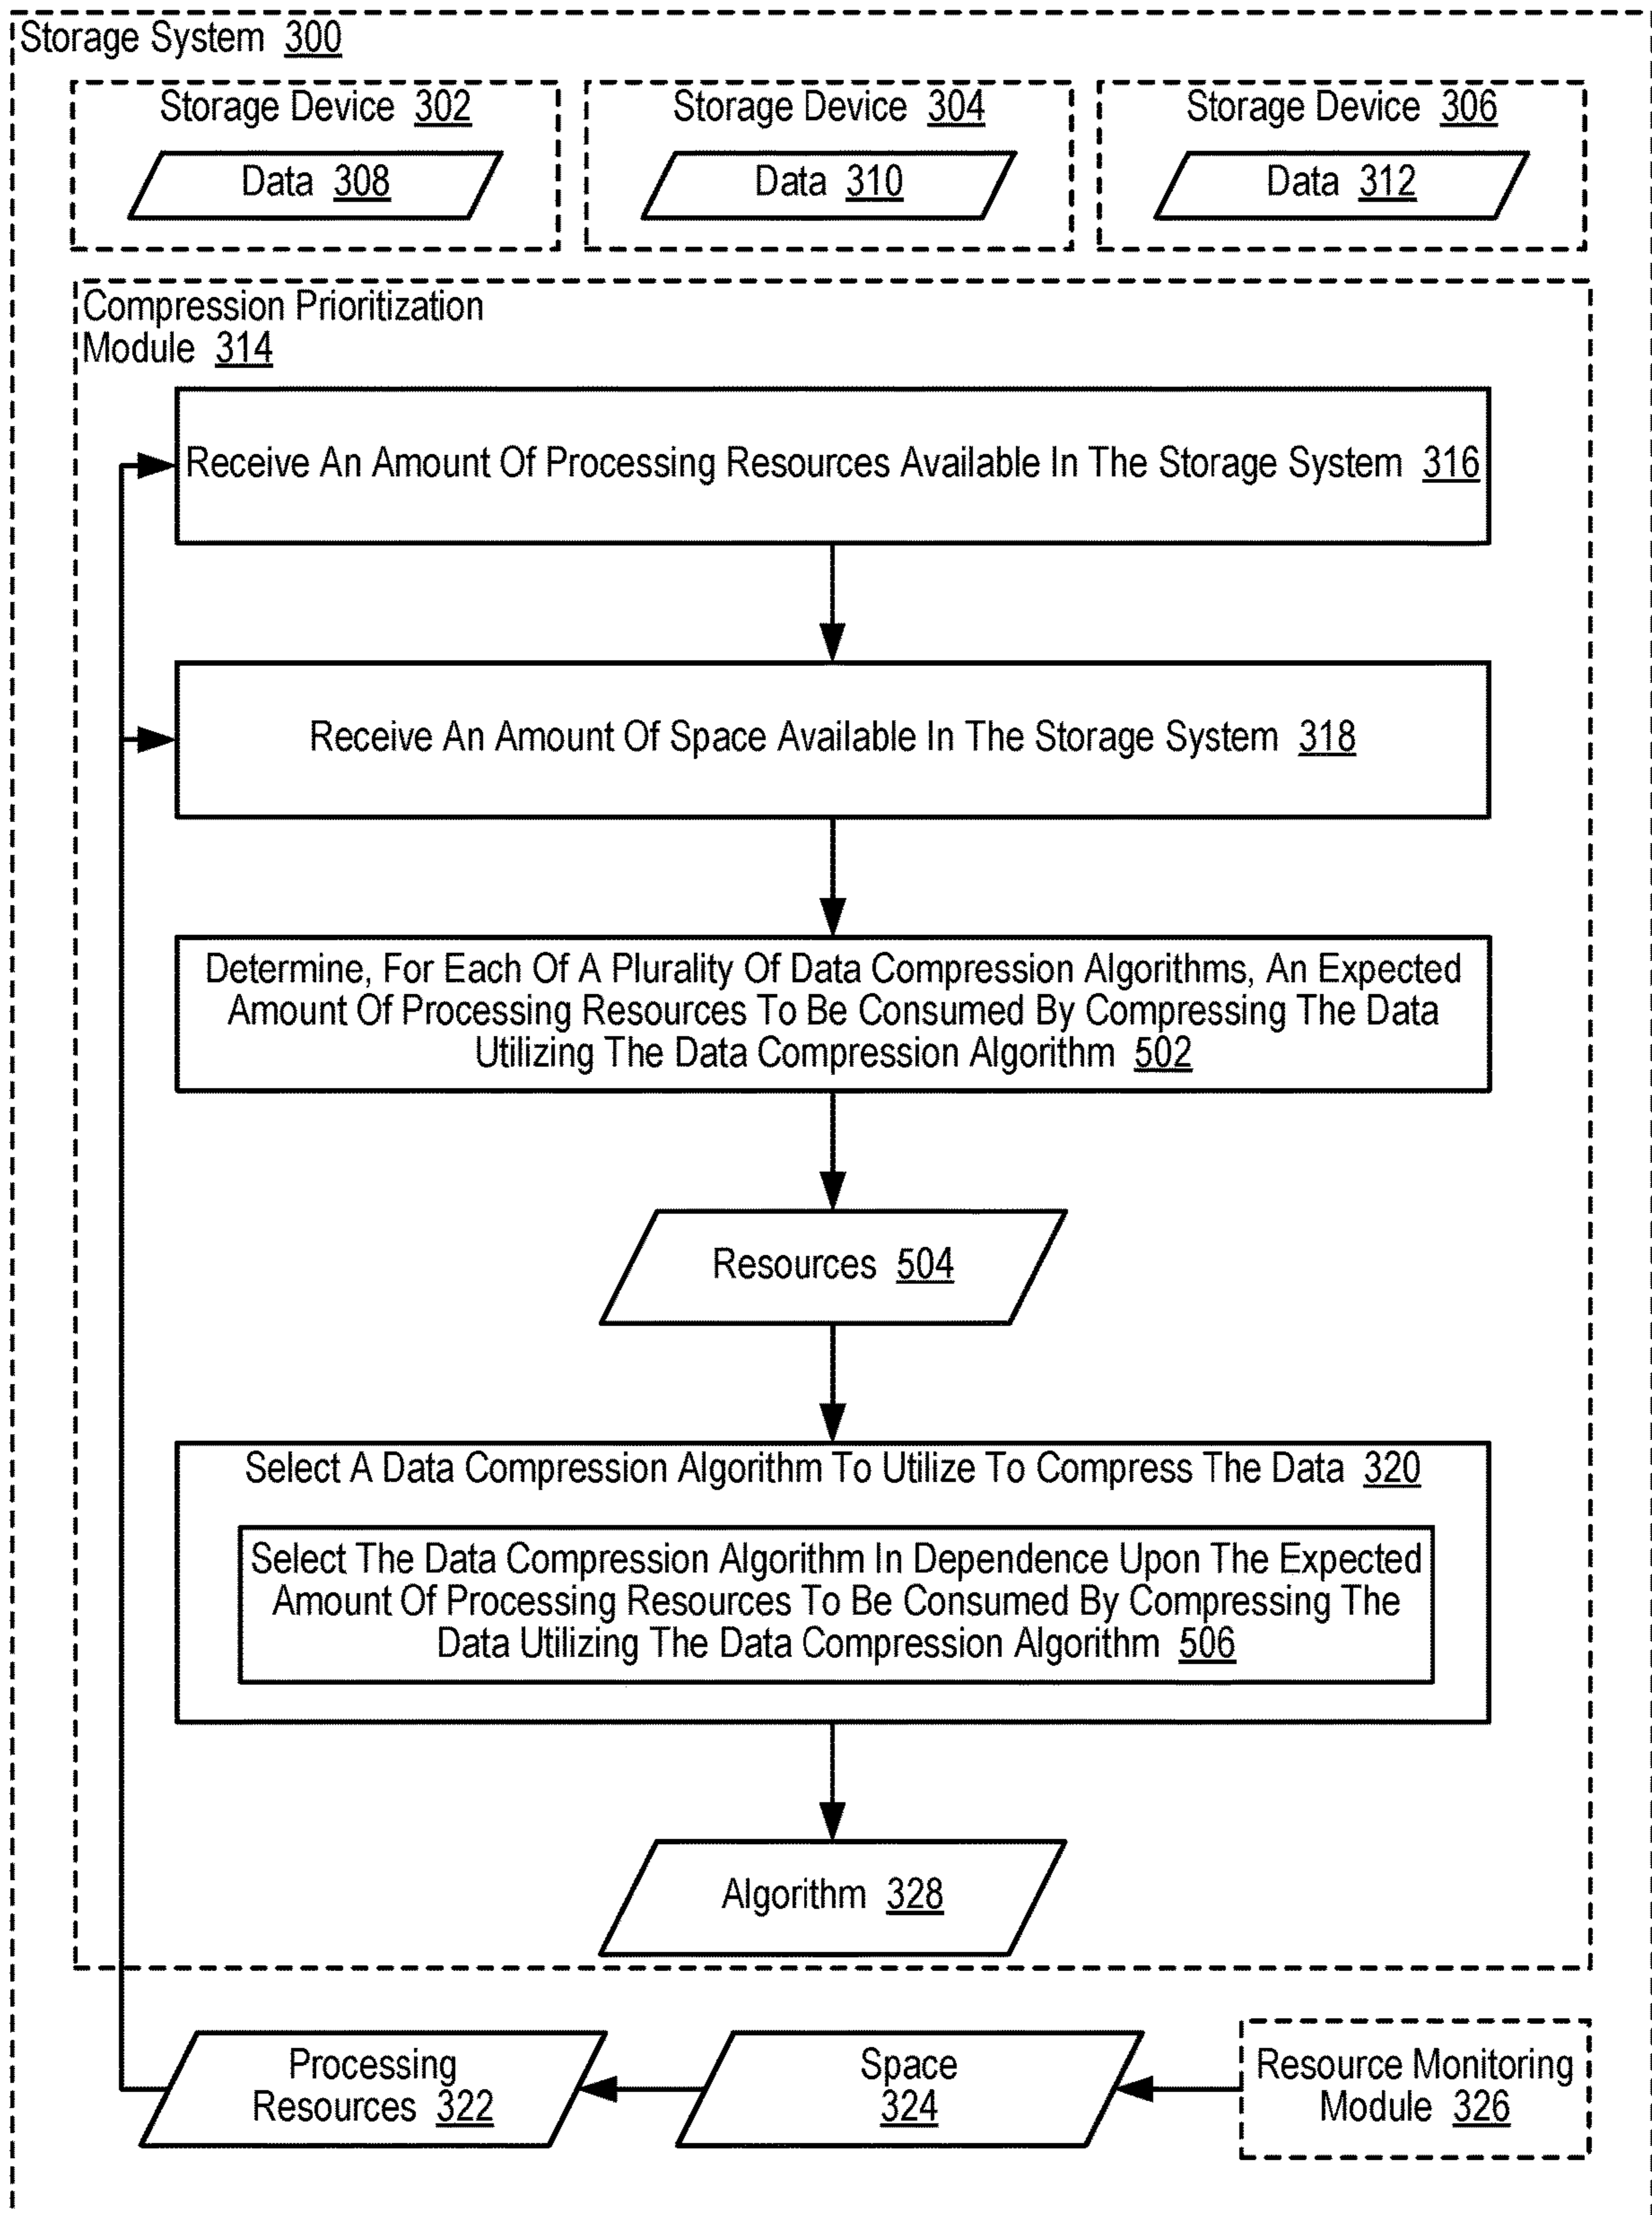 Storage System 300
Storage Device 302
Data 308
Storage Device 304
Data 310
Storage Device 306
Data 312
Compression Prioritization
Module 314
Receive An Amount Of Processing Resources Available In The Storage System 316
Receive An Amount Of Space Available In The Storage System 318
Determine, For Each Of A Plurality Of Data Compression Algorithms, An Expected
Amount Of Processing Resources To Be Consumed By Compressing The Data
Utilizing The Data Compression Algorithm 502
Resources 504
Select A Data Compression Algorithm To Utilize To Compress The Data 320
Select The Data Compression Algorithm In Dependence Upon The Expected
Amount Of Processing Resources To Be Consumed By Compressing The
Data Utilizing The Data Compression Algorithm 506
Algorithm 328
Processing
Resources 322
Space
324
Resource Monitoring
Module 326